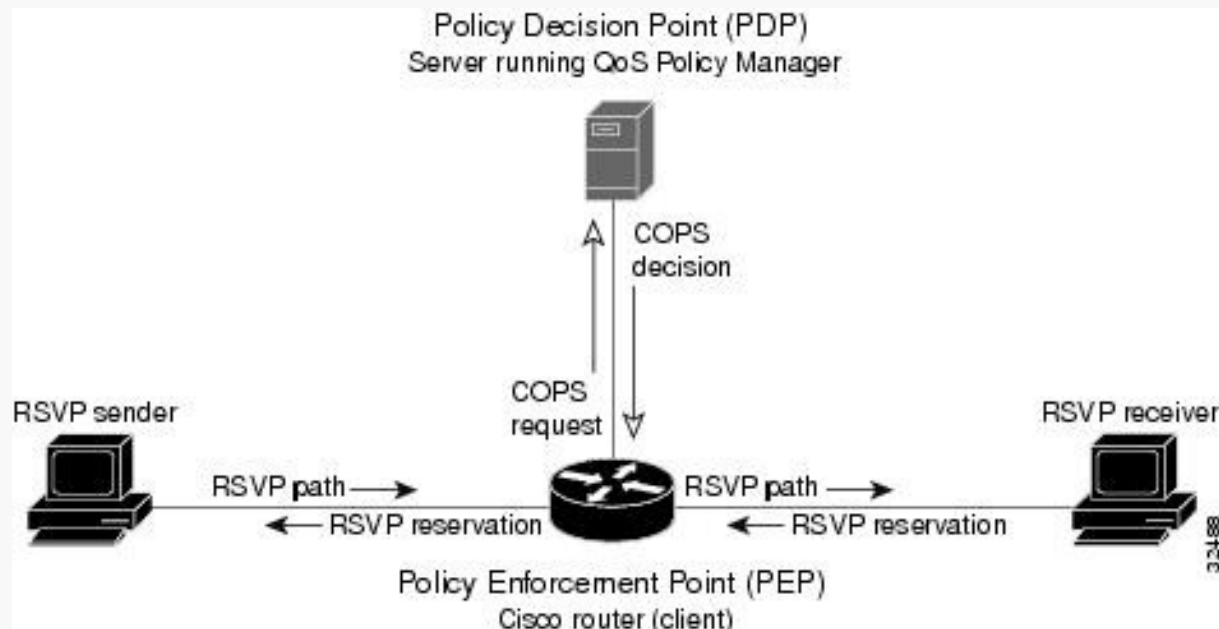 Policy Decision Point (PDP)
Server running QoS Policy Manager
COPS
decision
COPS
request
RSVP sender
RSVP receiver
RSVP path
RSVP path
RSVP reservation
RSVP reservation
Policy Enforcement Point (PEP)
Cisco router (client)
32488